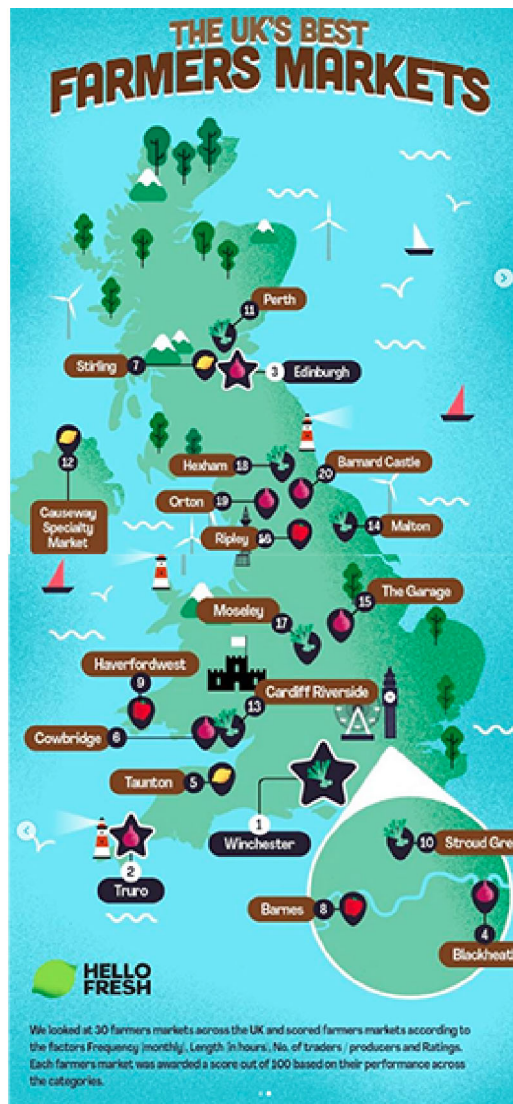 THE UK'S BEST
FARMERS MARKETS
11 Perth
Stirling 7
3 Edinburgh
12
Causeway
Specialty
Market
Hexham 18
Barnard Castle
20
Orton 19
Ripley 16
14 Malton
The Garage
15
Moseley
17
Haverfordwest
9
Cardiff Riverside
13
Cowbridge 6
Taunton 5
1
Winchester
2
Truro
10 Stroud Gre
Barnes 8
4
Blackheat
HELLO
FRESH
We looked at 30 farmers markets across the UK and scored farmers markets according to
the factors Frequency (monthly), Length (in hours), No. of traders / producers and Ratings.
Each farmers market was awarded a score out of 100 based on their performance across
the categories.